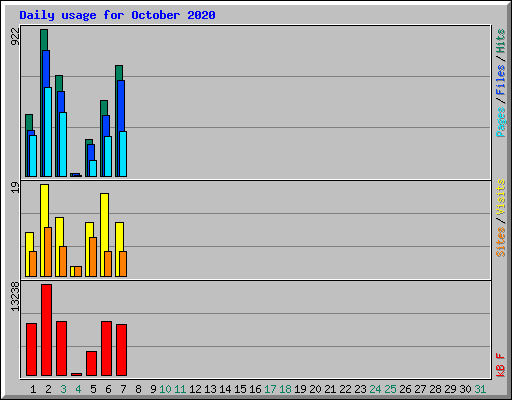 Daily usage for October 2020
922
Pages/Files/Hits
19
Sites/Visits
13238
kB F
1 2 3 4 5 6 7 8 9 10 11 12 13 14 15 16 17 18 19 20 21 22 23 24 25 26 27 28 29 30 31